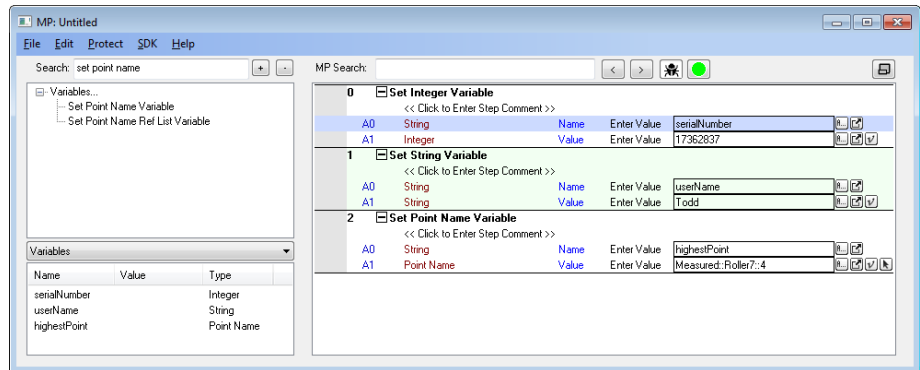 MP: Untitled
File Edit Protect SDK Help
Search: set point name + -
MP Search: < >
Variables...
Set Point Name Variable
Set Point Name Ref List Variable
0 Set Integer Variable
<< Click to Enter Step Comment >>
A0 String Name Enter Value serialNumber
A1 Integer Value Enter Value 17362837
1 Set String Variable
<< Click to Enter Step Comment >>
A0 String Name Enter Value userName
A1 String Value Enter Value Todd
2 Set Point Name Variable
<< Click to Enter Step Comment >>
A0 String Name Enter Value highestPoint
A1 Point Name Value Enter Value Measured::Roller7::4
Variables
Name Value Type
serialNumber Integer
userName String
highestPoint Point Name